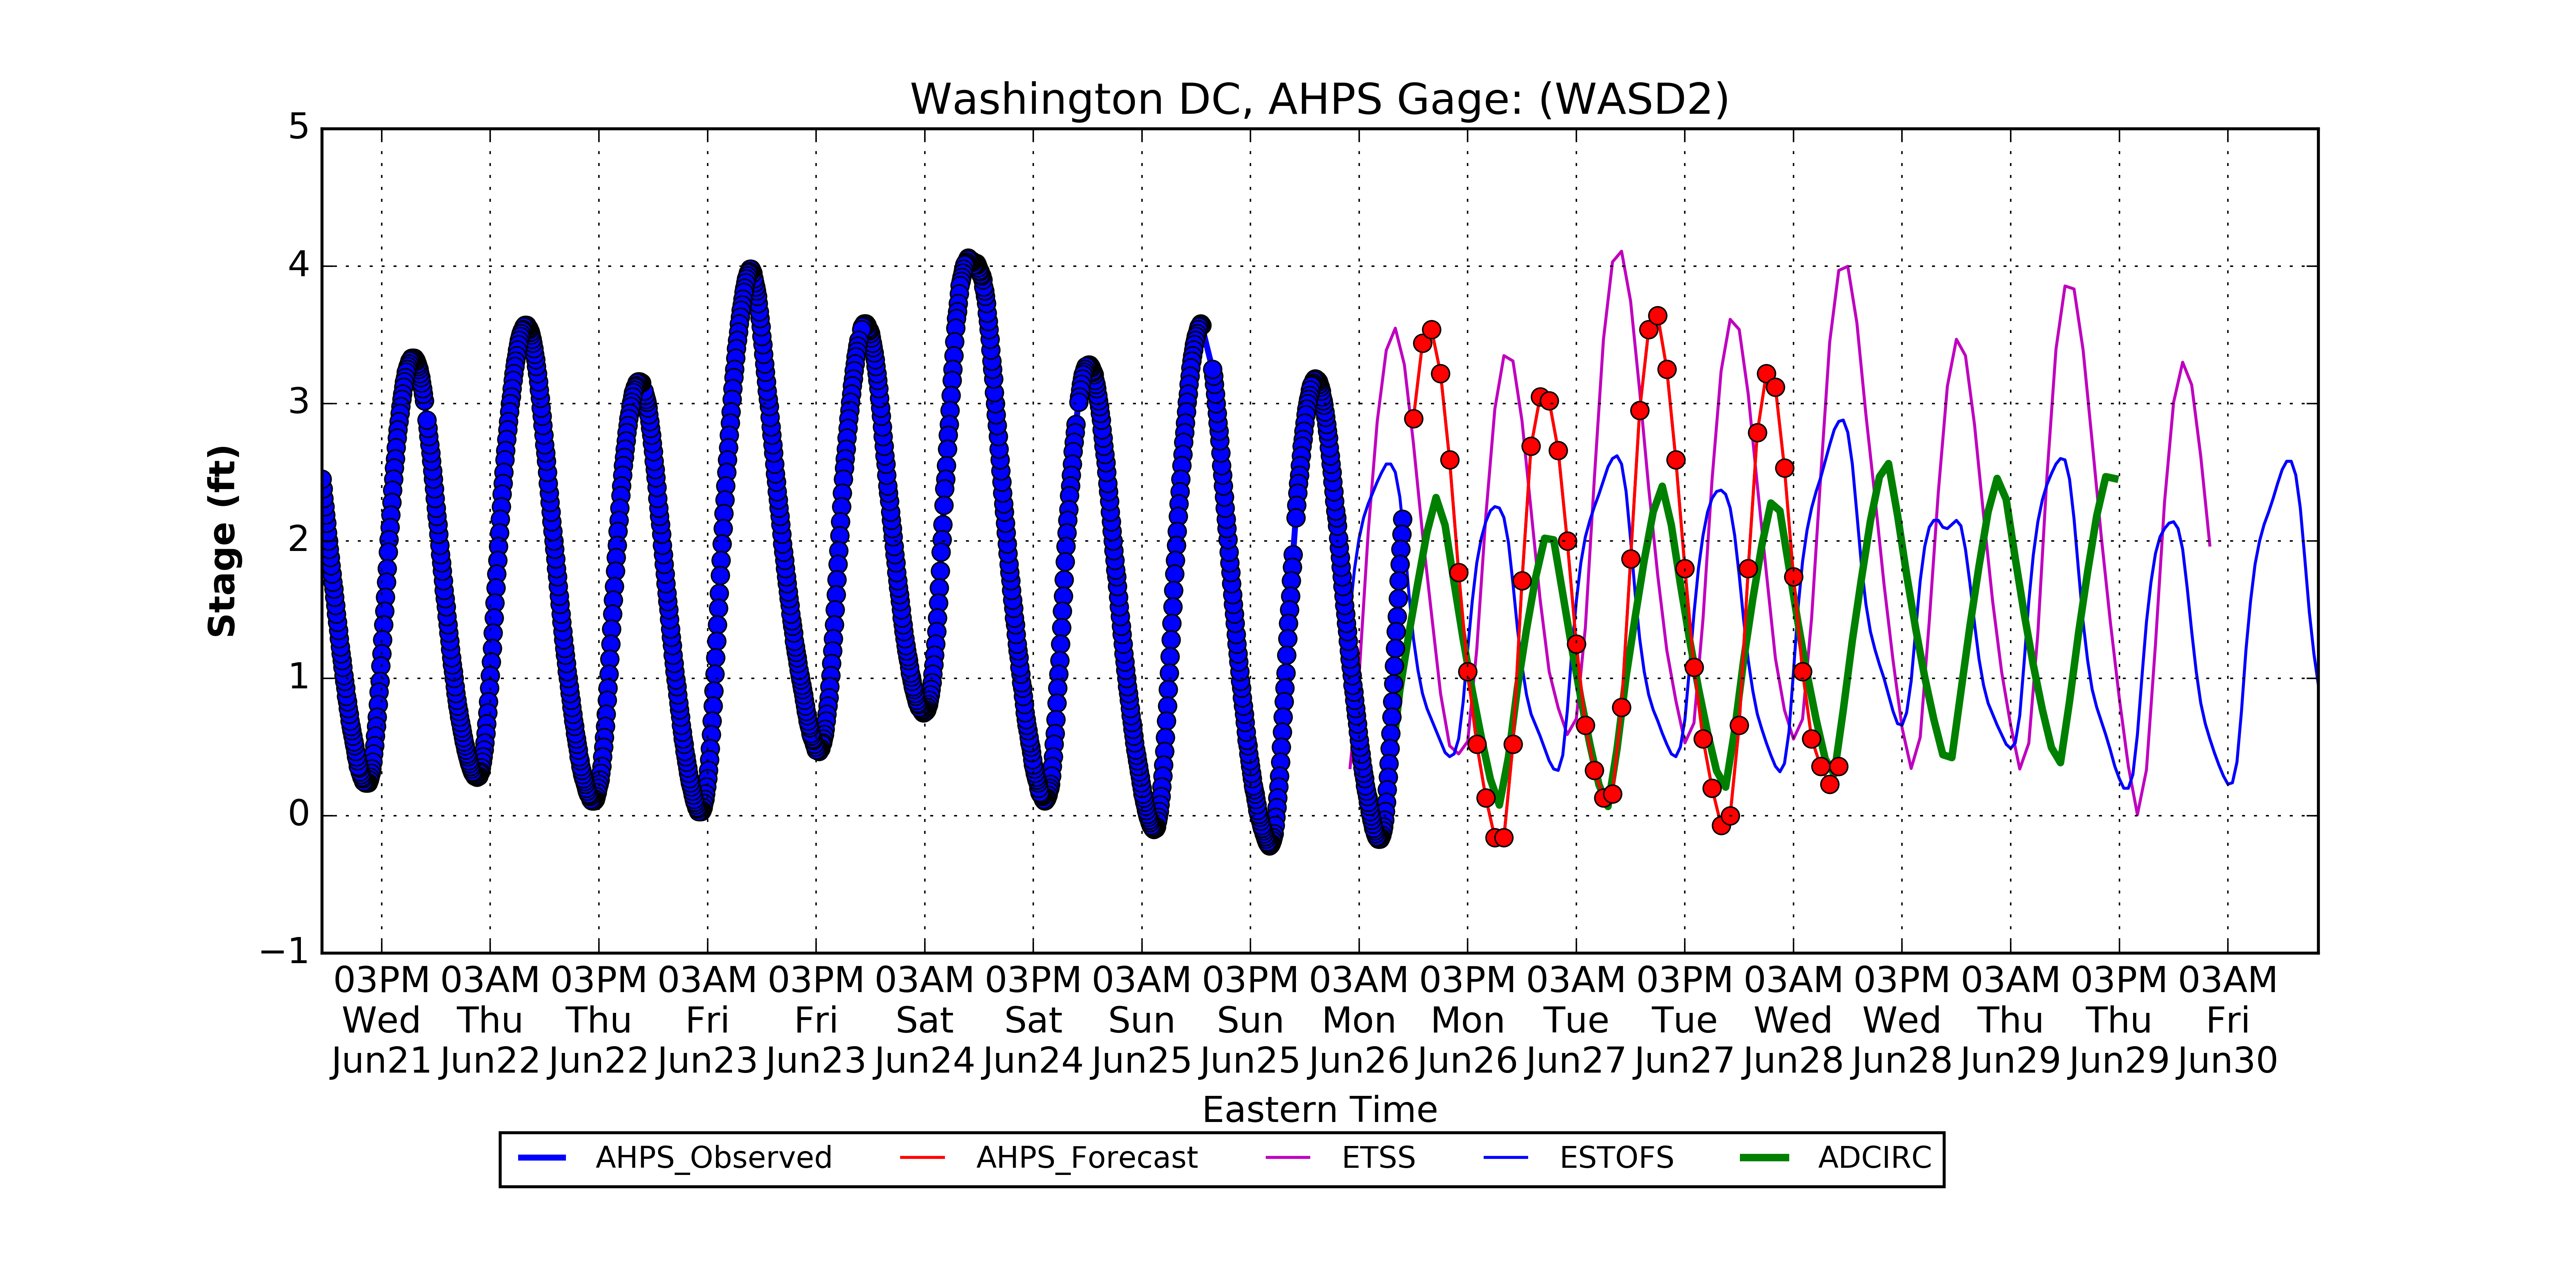 Washington DC, AHPS Gage: (WASD2)
5
4
3
2
1
0
−1
Stage (ft)
03PM 03AM 03PM 03AM 03PM 03AM 03PM 03AM 03PM 03AM 03PM 03AM 03PM 03AM 03PM 03AM 03PM 03AM
Wed Thu Thu Fri Fri Sat Sat Sun Sun Mon Mon Tue Tue Wed Wed Thu Thu Fri
Jun21 Jun22 Jun22 Jun23 Jun23 Jun24 Jun24 Jun25 Jun25 Jun26 Jun26 Jun27 Jun27 Jun28 Jun28 Jun29 Jun29 Jun30
Eastern Time
AHPS_Observed AHPS_Forecast ETSS ESTOFS ADCIRC